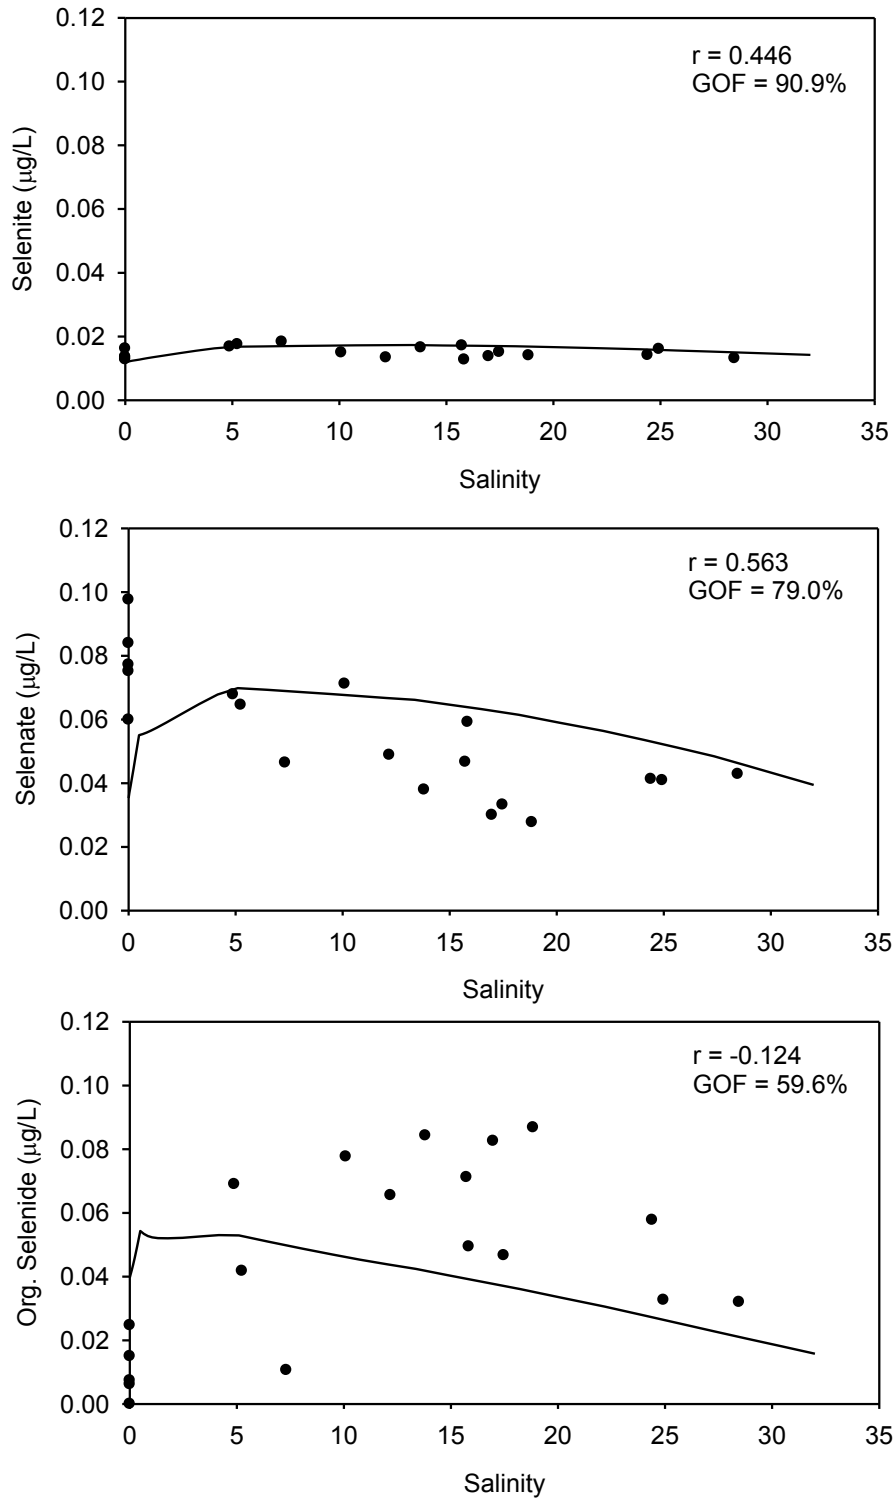 0.12
0.10
0.08
0.06
0.04
0.02
0.00
Selenite (μg/L)
r = 0.446
GOF = 90.9%
0 5 10 15 20 25 30 35
Salinity
0.12
0.10
0.08
0.06
0.04
0.02
0.00
Selenate (μg/L)
r = 0.563
GOF = 79.0%
0 5 10 15 20 25 30 35
Salinity
0.12
0.10
0.08
0.06
0.04
0.02
0.00
Org. Selenide (μg/L)
r = -0.124
GOF = 59.6%
0 5 10 15 20 25 30 35
Salinity